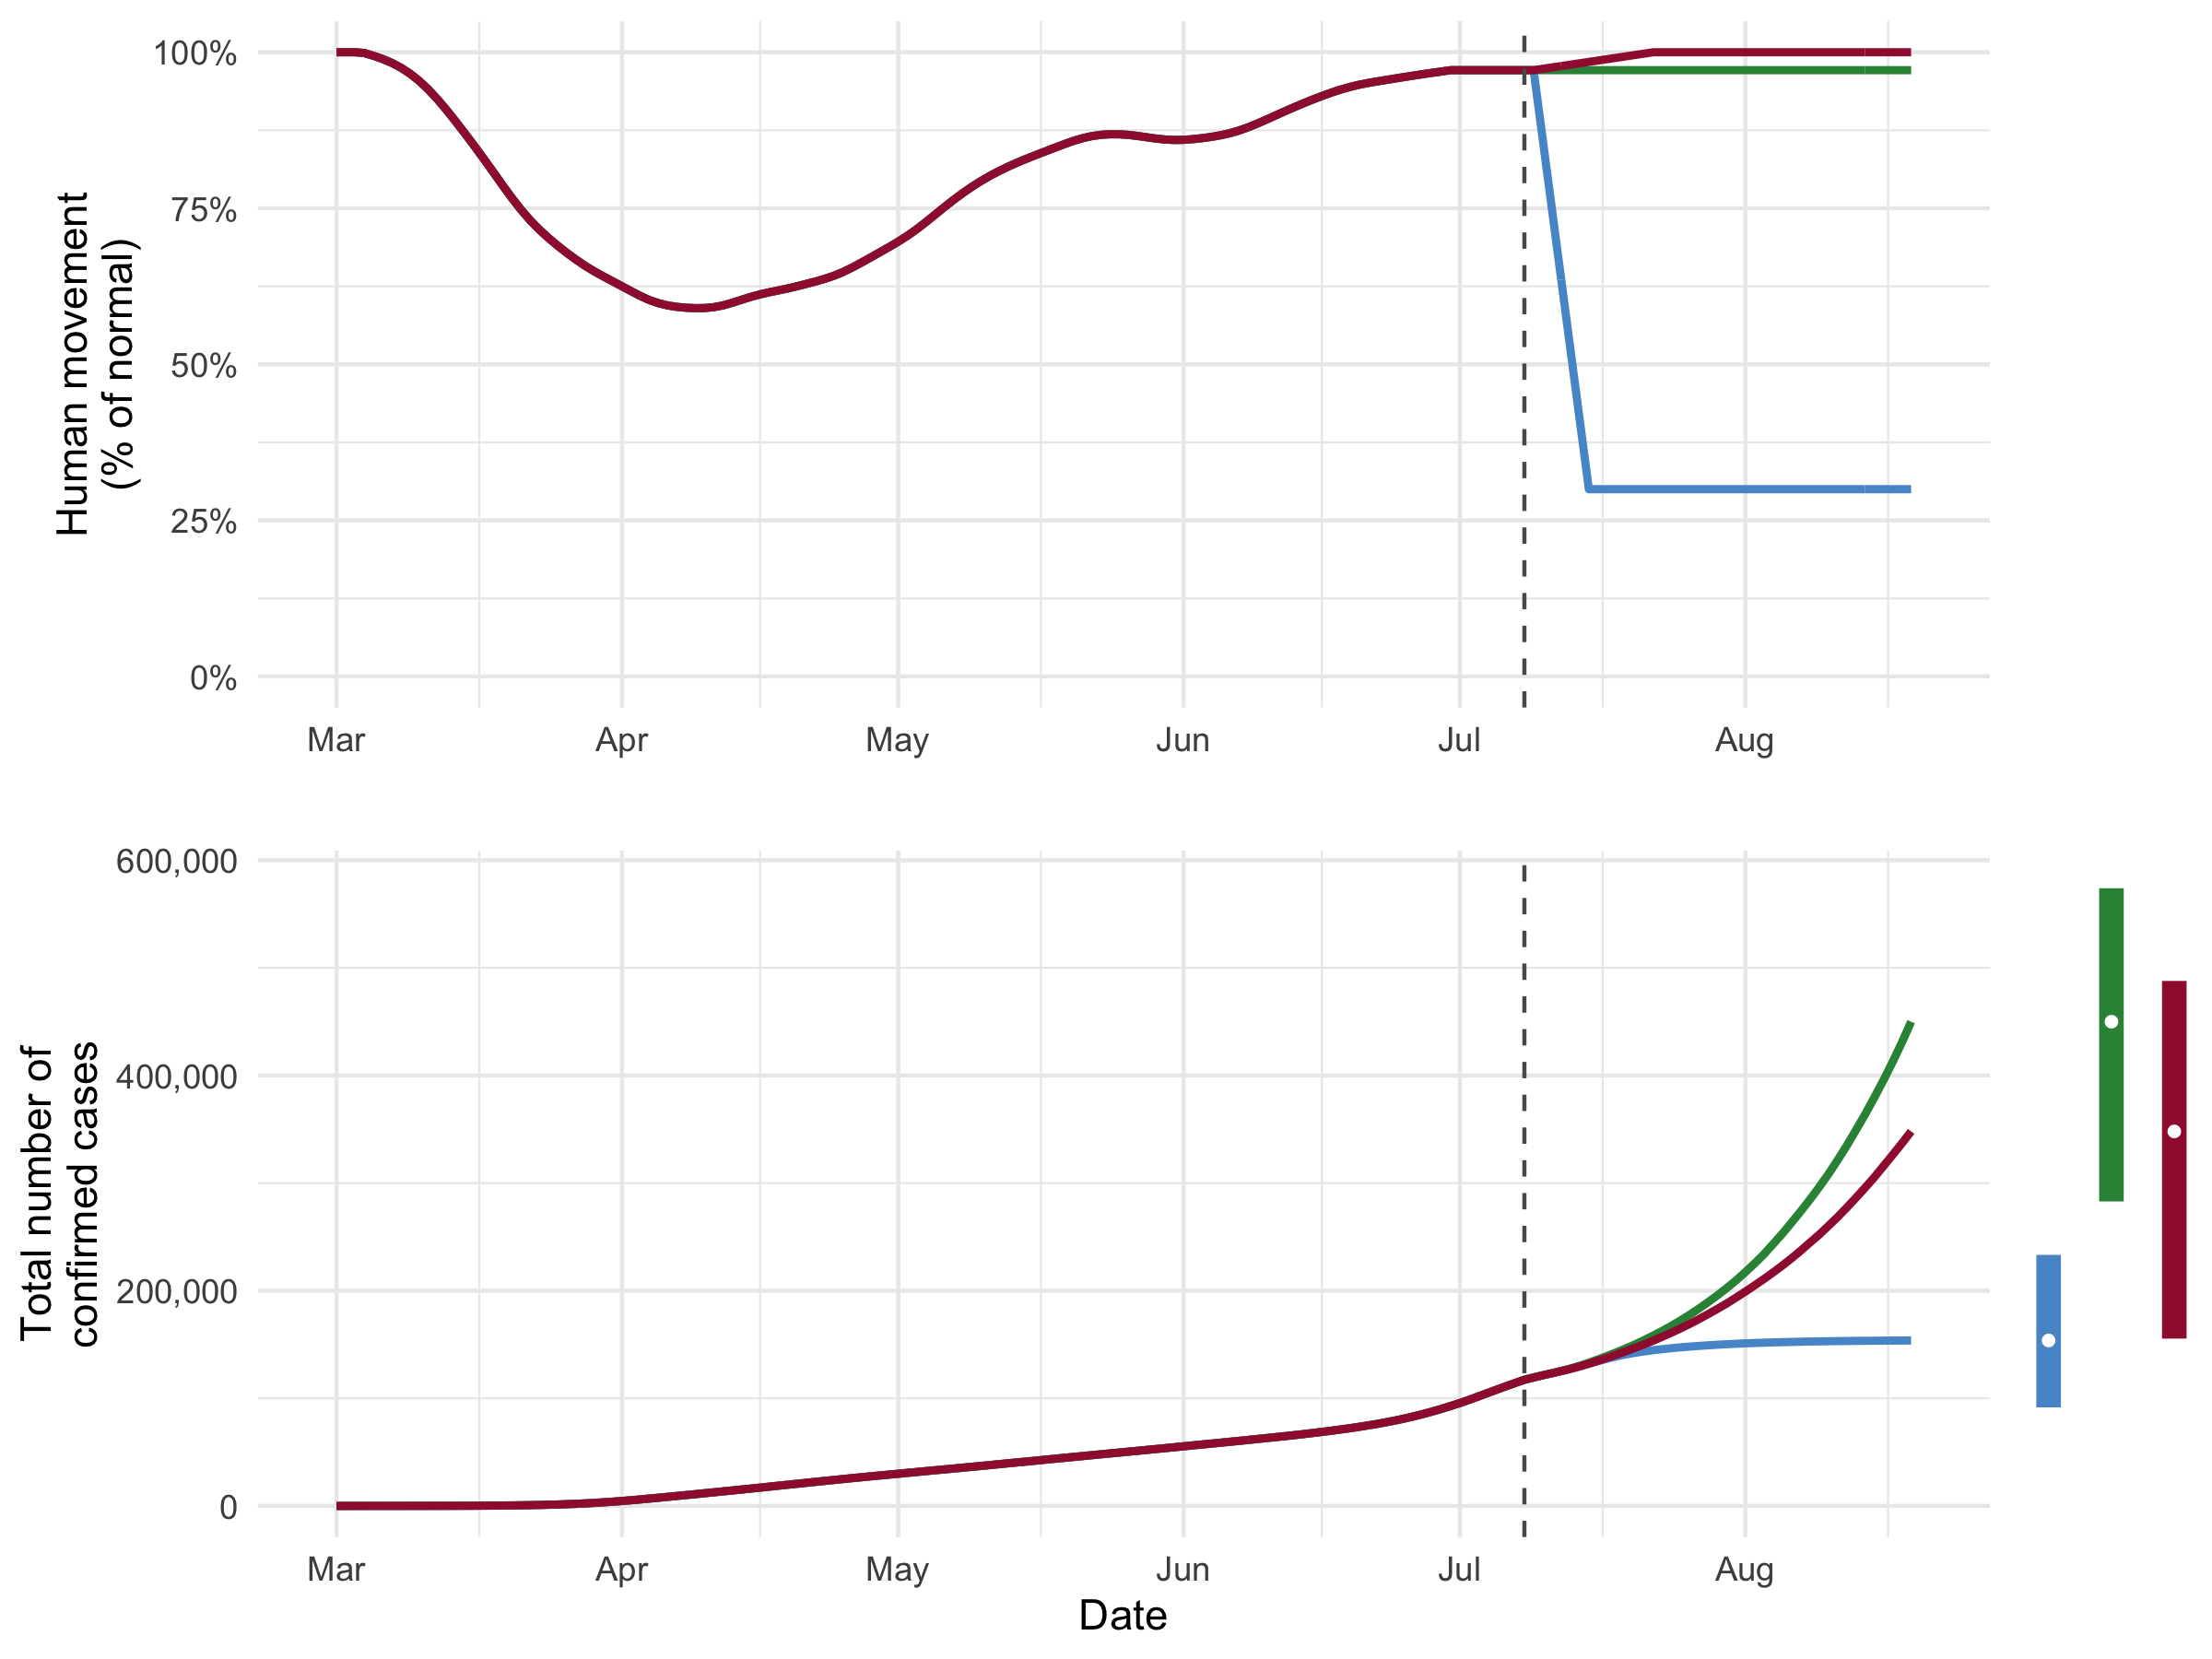 Human movement
(% of normal)
100%
75%
50%
25%
0%
Mar Apr May Jun Jul Aug
Total number of
confirmed cases
600,000
400,000
200,000
0
Mar Apr May Jun Jul Aug
Date